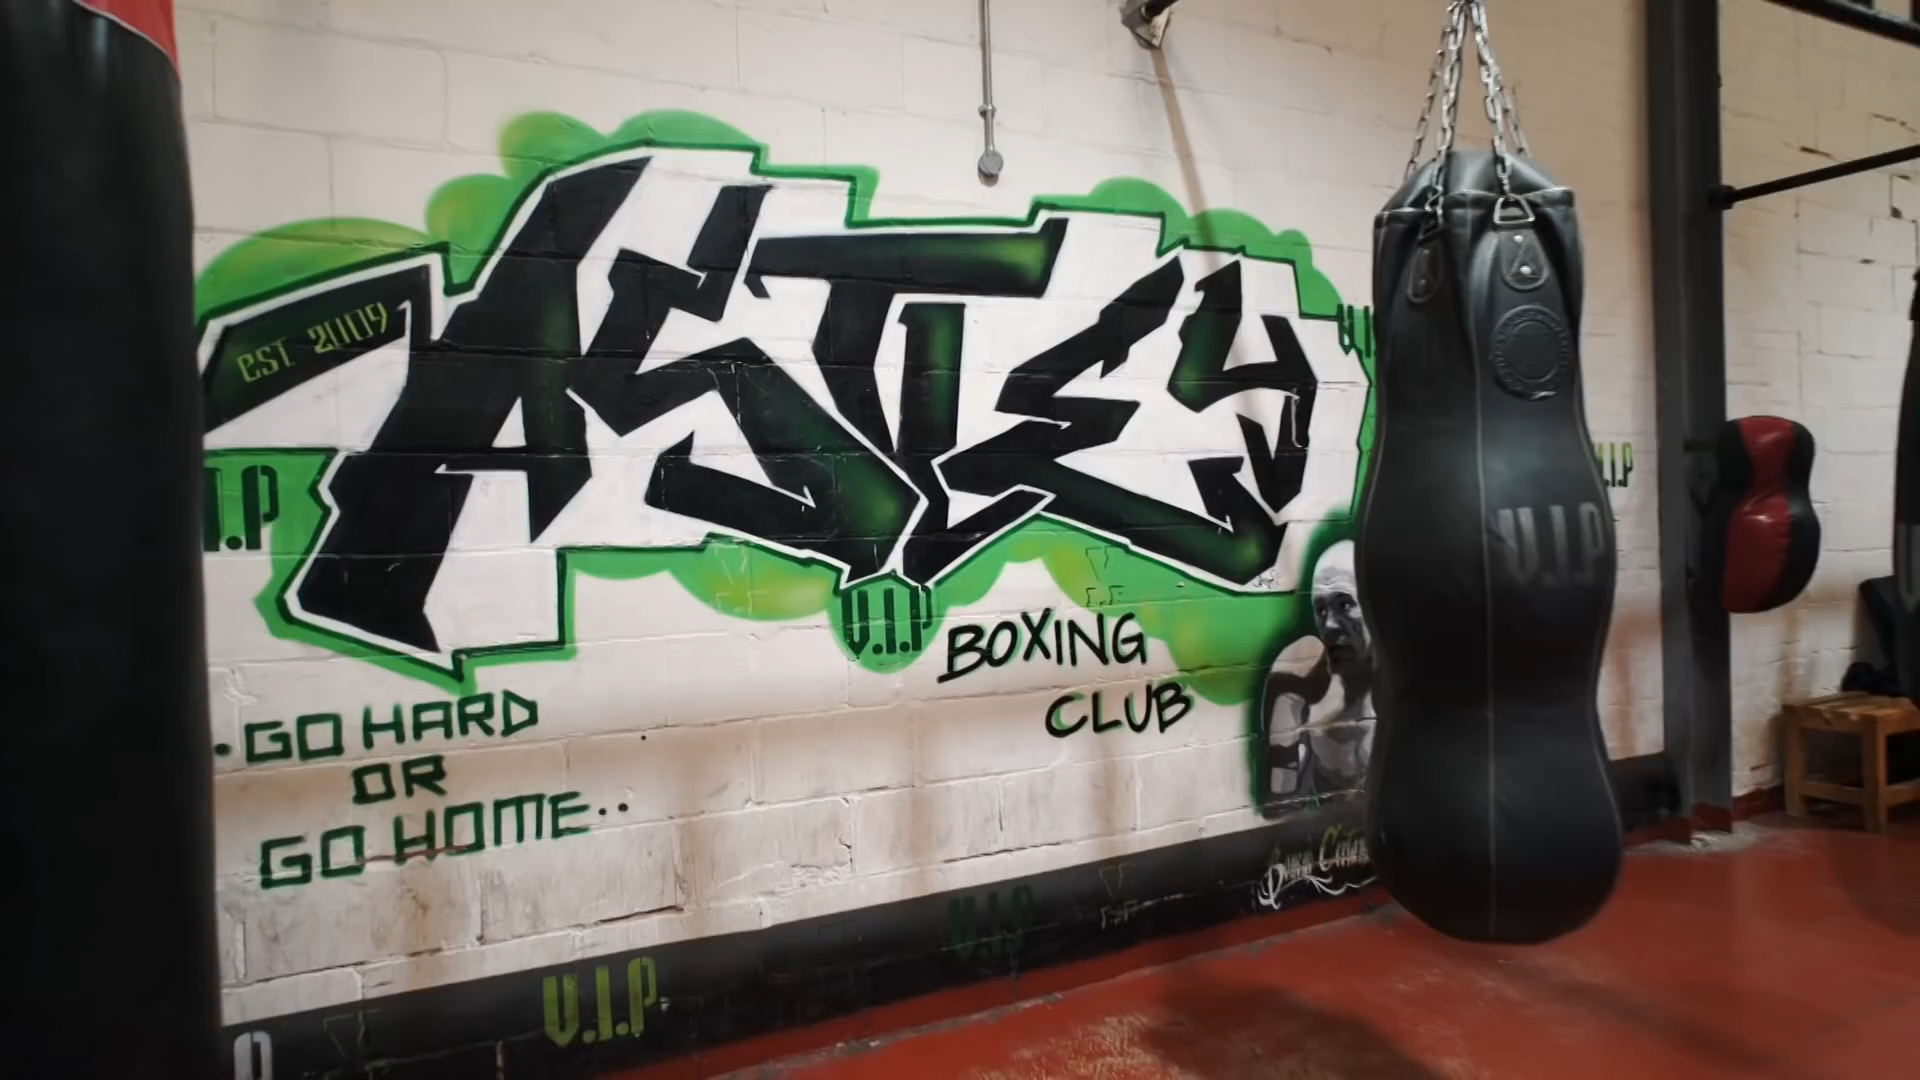 EST 2009
ASTLEY
V.I.P
V.I.P
BOXING
CLUB
.GO HARD
OR
GO HOME..
V.I.P
V.I.P
V.I.P
V.I.P